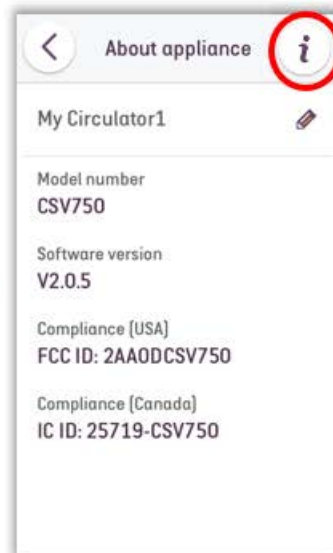 About appliance
i
My Circulator1
Model number
CSV750
Software version
V2.0.5
Compliance (USA)
FCC ID: 2AAODCSV750
Compliance (Canada)
IC ID: 25719-CSV750